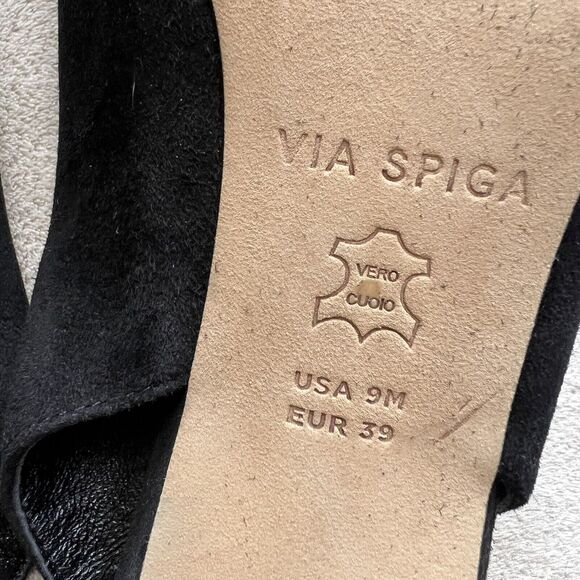 VIA SPIGA
VERO
CUOIO
USA 9M
EUR 39